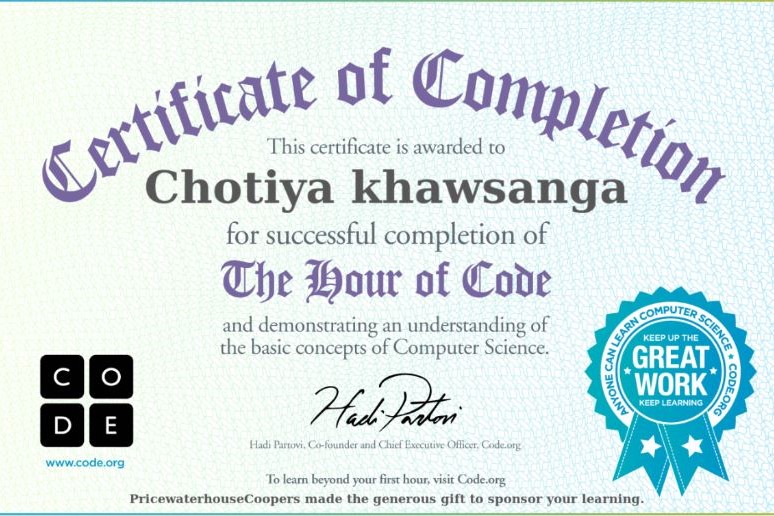 Certificate of Completion
This certificate is awarded to
Chotiya khawsanga
for successful completion of
The Hour of Code
and demonstrating an understanding of
the basic concepts of Computer Science.
CO
DE
www.code.org
Hadi Partovi
Hadi Partovi, Co-founder and Chief Executive Officer, Code.org
ANYONE CAN LEARN COMPUTER SCIENCE ★ CODE.ORG ★
KEEP UP THE
GREAT
WORK
KEEP LEARNING
To learn beyond your first hour, visit Code.org
PricewaterhouseCoopers made the generous gift to sponsor your learning.